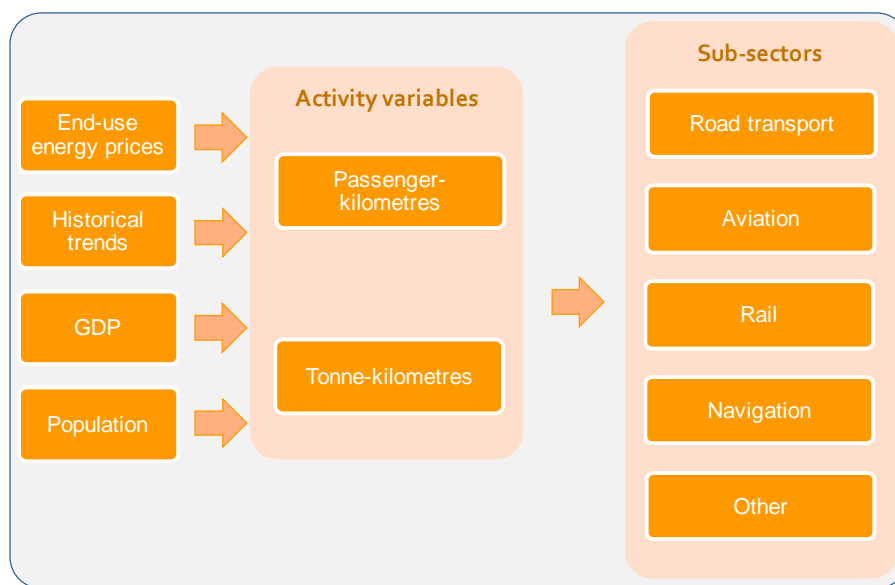 End-use
energy prices
Historical
trends
GDP
Population
Activity variables
Passenger-
kilometres
Tonne-kilometres
Sub-sectors
Road transport
Aviation
Rail
Navigation
Other